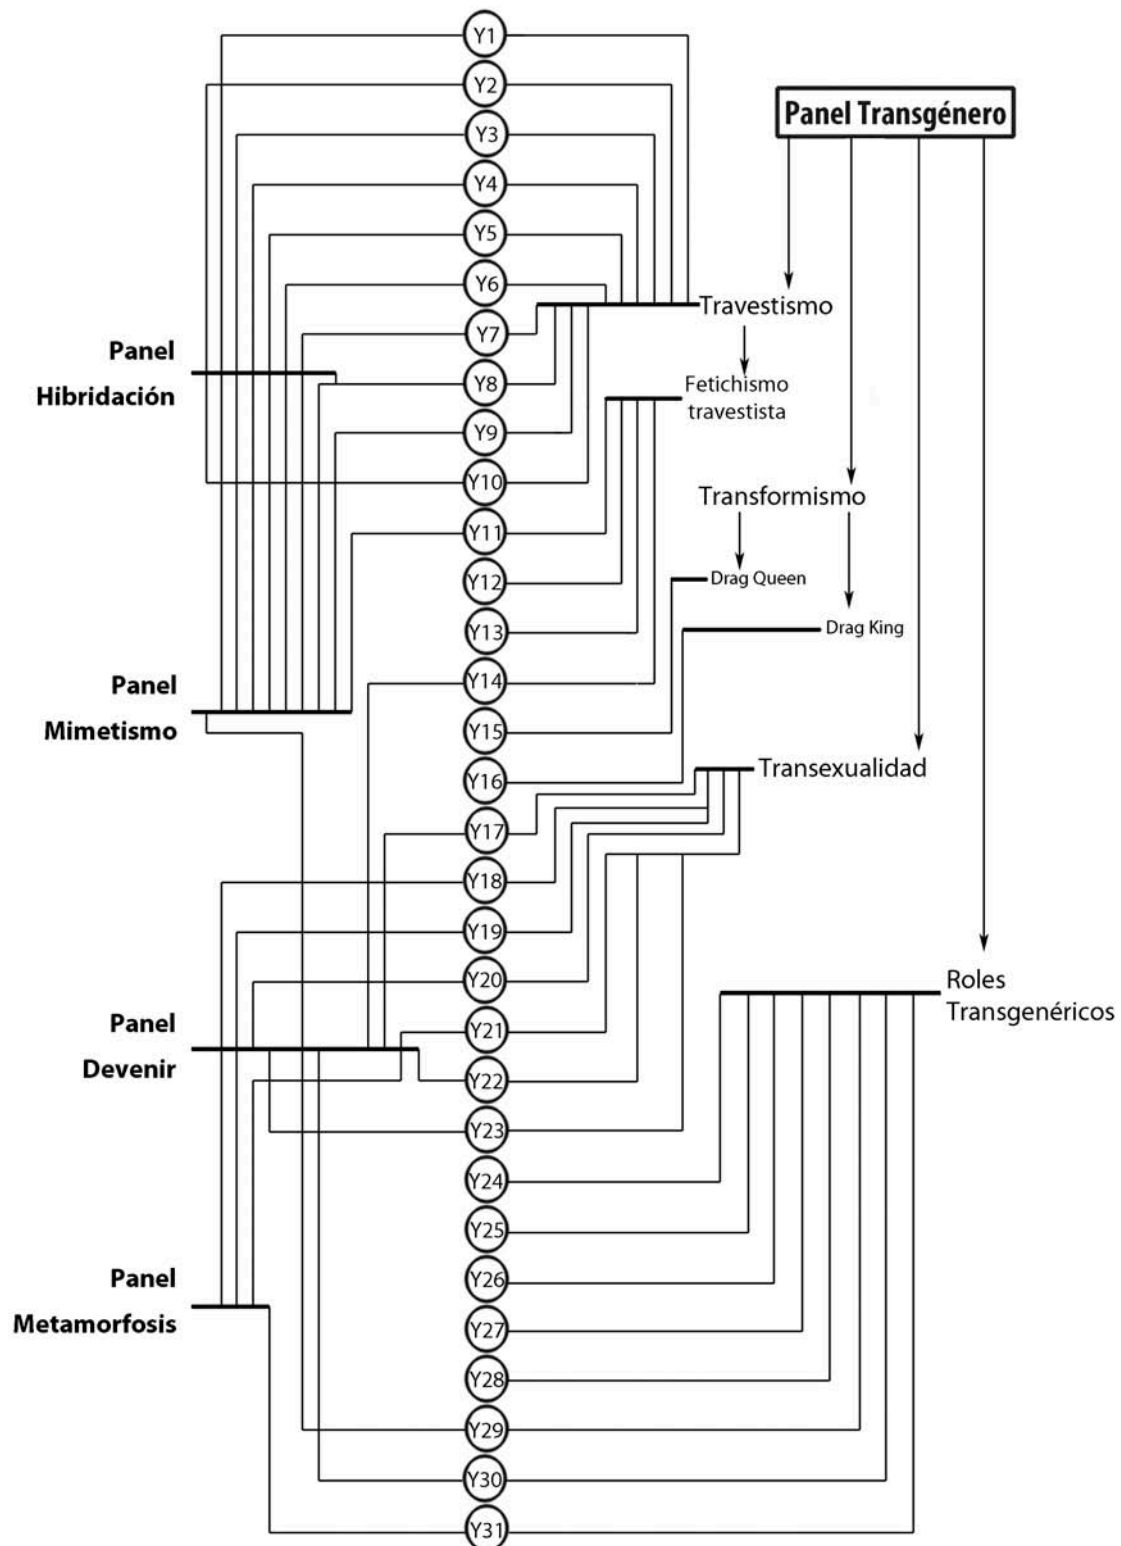 Y1
Y2
Panel Transgénero
Y3
Y4
Y5
Y6
Travestismo
Y7
Panel
Hibridación
Y8
Fetichismo
travestista
Y9
Y10
Transformismo
Y11
Y12
Drag Queen
Y13
Drag King
Panel
Mimetismo
Y14
Y15
Y16
Transexualidad
Y17
Y18
Y19
Y20
Roles
Transgenéricos
Panel
Devenir
Y21
Y22
Y23
Y24
Y25
Panel
Metamorfosis
Y26
Y27
Y28
Y29
Y30
Y31